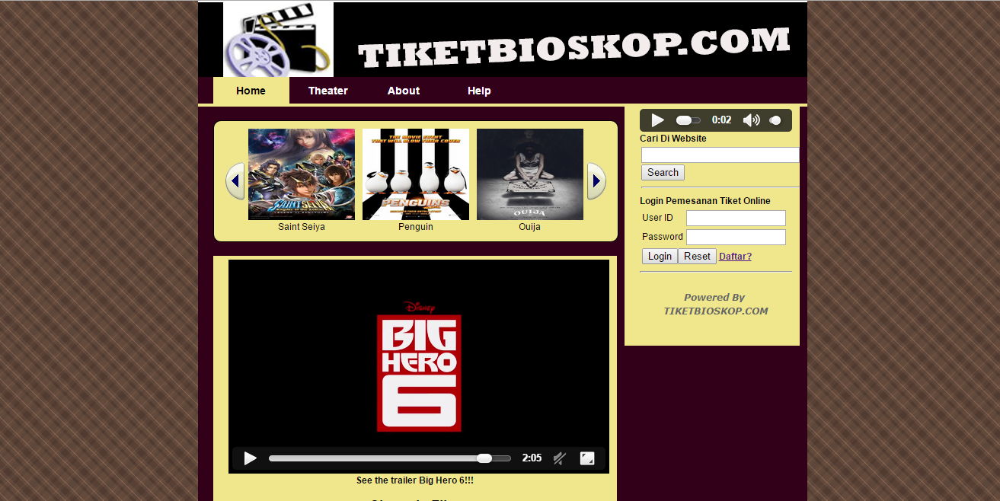 TIKETBIOSKOP.COM
Home Theater About Help
THE MOVIE EVENT
THAT WILL BLOW THEIR COVER
SAINT SEIYA
PENGUINS
OUIJA
Saint Seiya Penguin Ouija
0:02
Cari Di Website
Search
Login Pemesanan Tiket Online
User ID
Password
Login Reset Daftar?
Powered By
TIKETBIOSKOP.COM
Disney
BIG
HERO
6
2:05
See the trailer Big Hero 6!!!